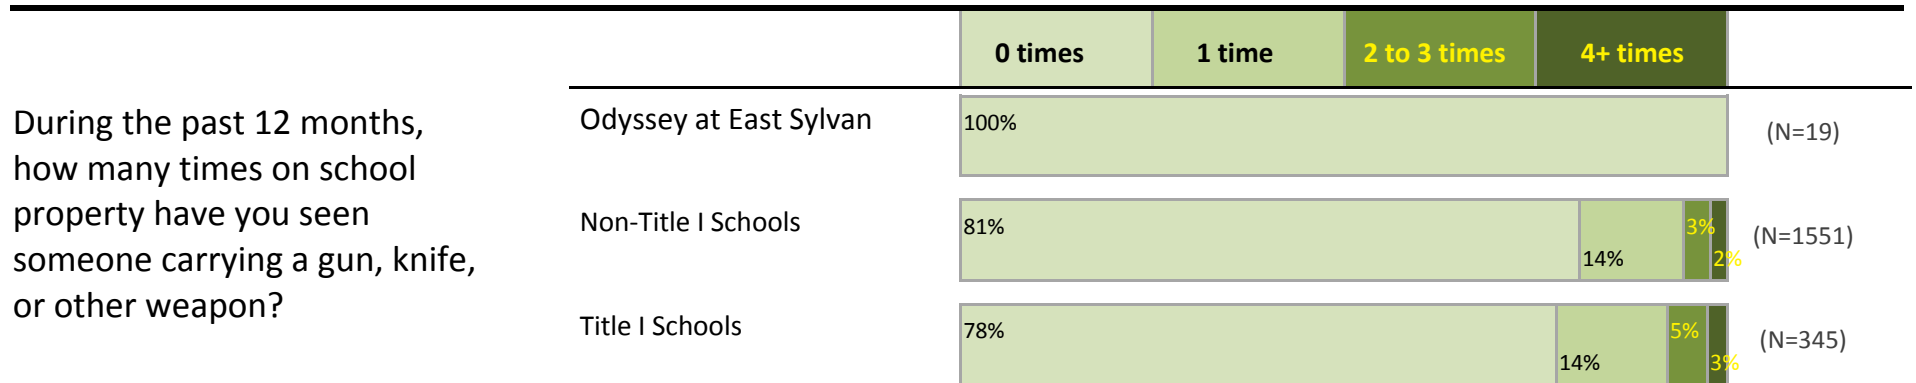 0 times 1 time 2 to 3 times 4+ times
During the past 12 months,
how many times on school
property have you seen
someone carrying a gun, knife,
or other weapon?
Odyssey at East Sylvan 100% (N=19)
Non-Title I Schools 81% 14% 3% 2% (N=1551)
Title I Schools 78% 14% 5% 3% (N=345)